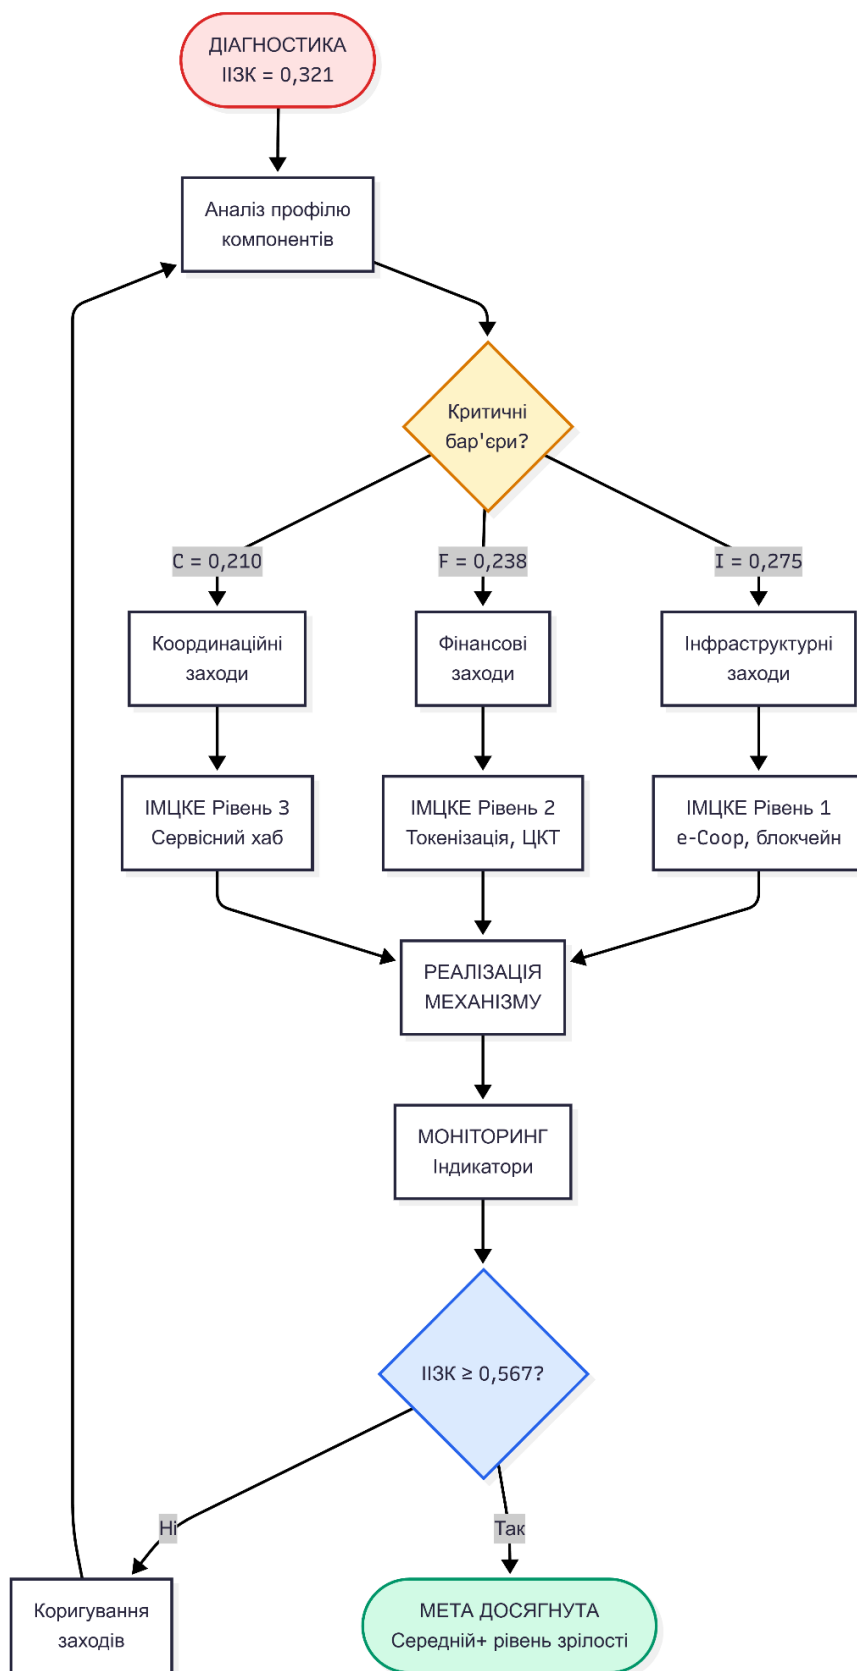 ДІАГНОСТИКА
ІІЗК = 0,321
Аналіз профілю
компонентів
Критичні
бар'єри?
C = 0,210
F = 0,238
I = 0,275
Координаційні
заходи
Фінансові
заходи
Інфраструктурні
заходи
ІМЦКЕ Рівень 3
Сервісний хаб
ІМЦКЕ Рівень 2
Токенізація, ЦКТ
ІМЦКЕ Рівень 1
e-Coop, блокчейн
РЕАЛІЗАЦІЯ
МЕХАНІЗМУ
МОНІТОРИНГ
Індикатори
ІІЗК ≥ 0,567?
Ні
Так
Коригування
заходів
МЕТА ДОСЯГНУТА
Середній+ рівень зрілості